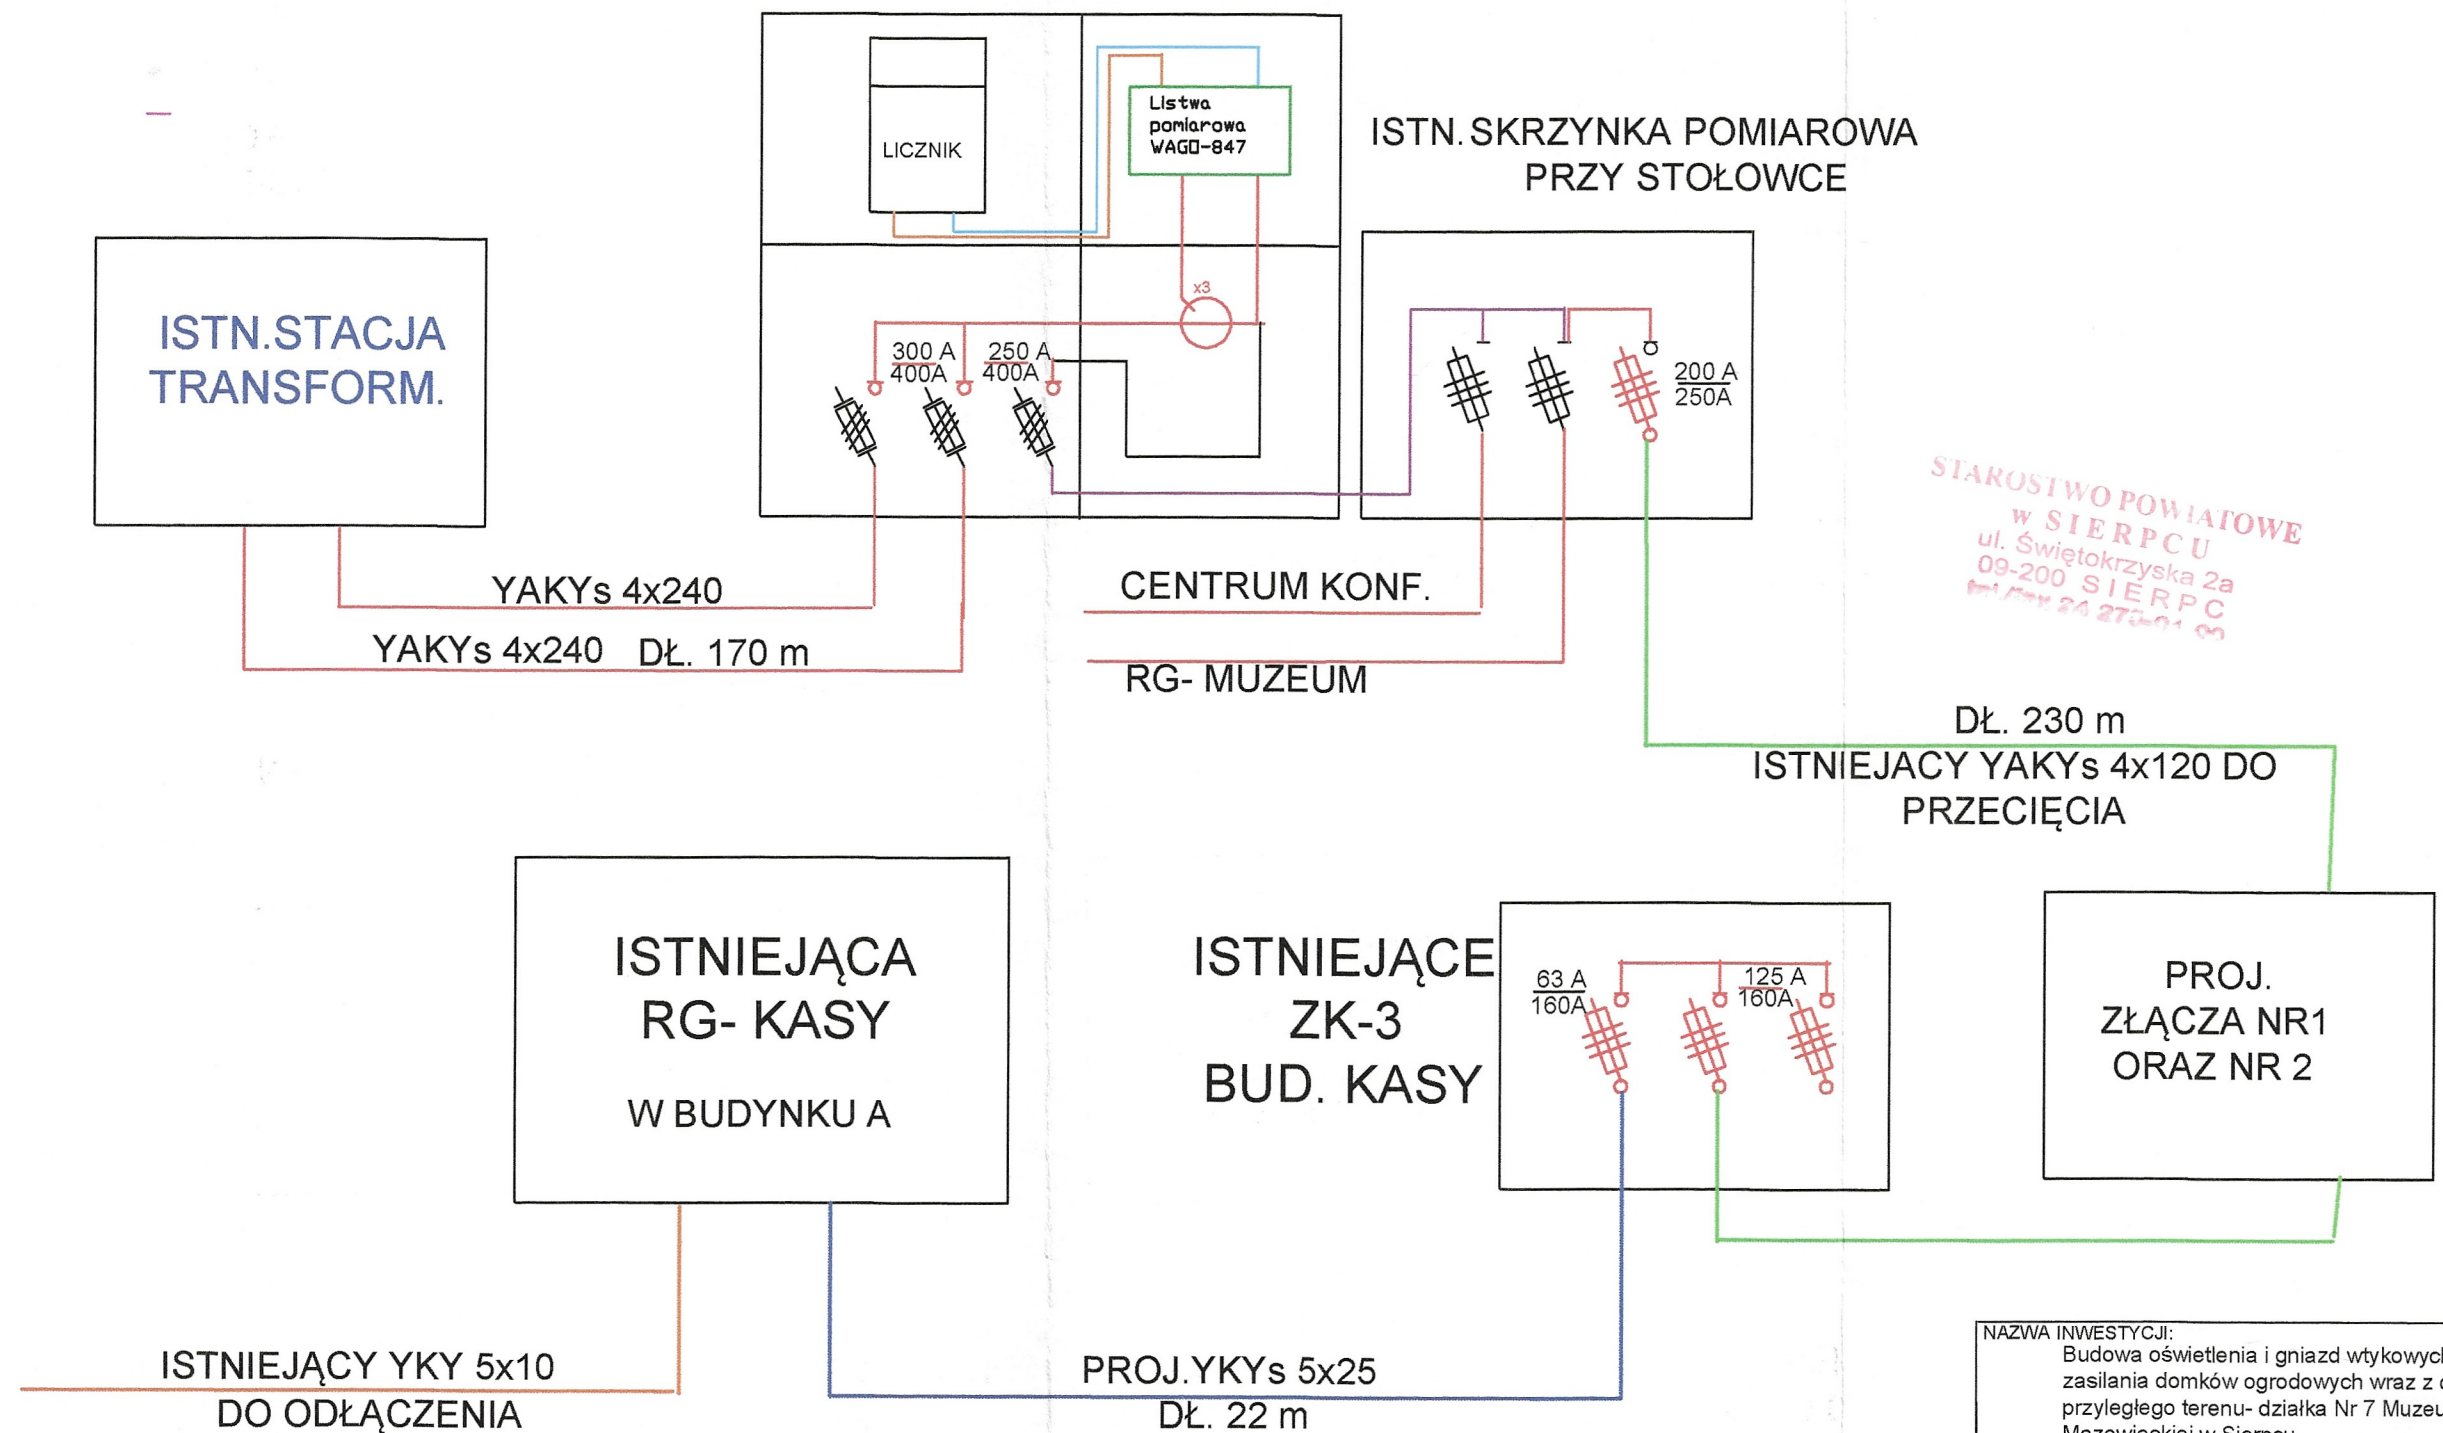 LICZNIK
Listwa
pomiarowa
WAGO-847
ISTN. SKRZYNKA POMIAROWA
PRZY STOŁOWCE
ISTN.STACJA
TRANSFORM.
x3
300 A
400A
250 A
400A
200 A
250A
STAROSTWO POWIATOWE
w SIERPCU
ul. Świętokrzyska 2a
09-200 SIERPC
YAKYs 4x240
YAKYs 4x240 DŁ. 170 m
CENTRUM KONF.
RG- MUZEUM
DŁ. 230 m
ISTNIEJACY YAKYs 4x120 DO
PRZECIĘCIA
ISTNIEJĄCA
RG- KASY
W BUDYNKU A
ISTNIEJĄCE
ZK-3
BUD. KASY
63 A
160A
125 A
160A
PROJ.
ZŁĄCZA NR1
ORAZ NR 2
ISTNIEJĄCY YKY 5x10
DO ODŁĄCZENIA
PROJ.YKYs 5x25
DŁ. 22 m
NAZWA INWESTYCJI:
Budowa oświetlenia i gniazd wtykowych
zasilania domków ogrodowych wraz z
przyległego terenu- działka Nr 7
Mazowieckiej w Sierpcu